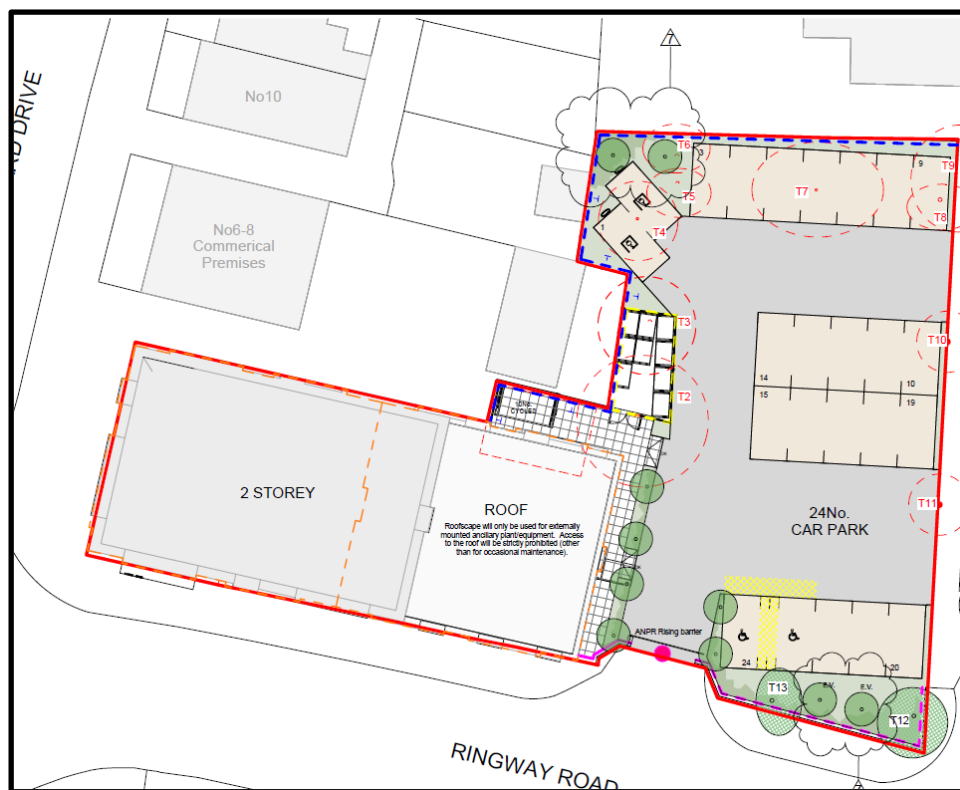 7
RD DRIVE
No10
No6-8
Commerical
Premises
T6
3
9
T9
T5
T7
T8
1
T4
T3
T10
14
10
15
19
T2
CYCLES
2 STOREY
ROOF
Roofscape will only be used for externally
mounted ancillary plant/equipment. Access
to the roof will be strictly prohibited (other
than for occasional maintenance).
T11
24No.
CAR PARK
ANPR Rising barrier
24
20
T13
E.V.
E.V.
T12
RINGWAY ROAD
7